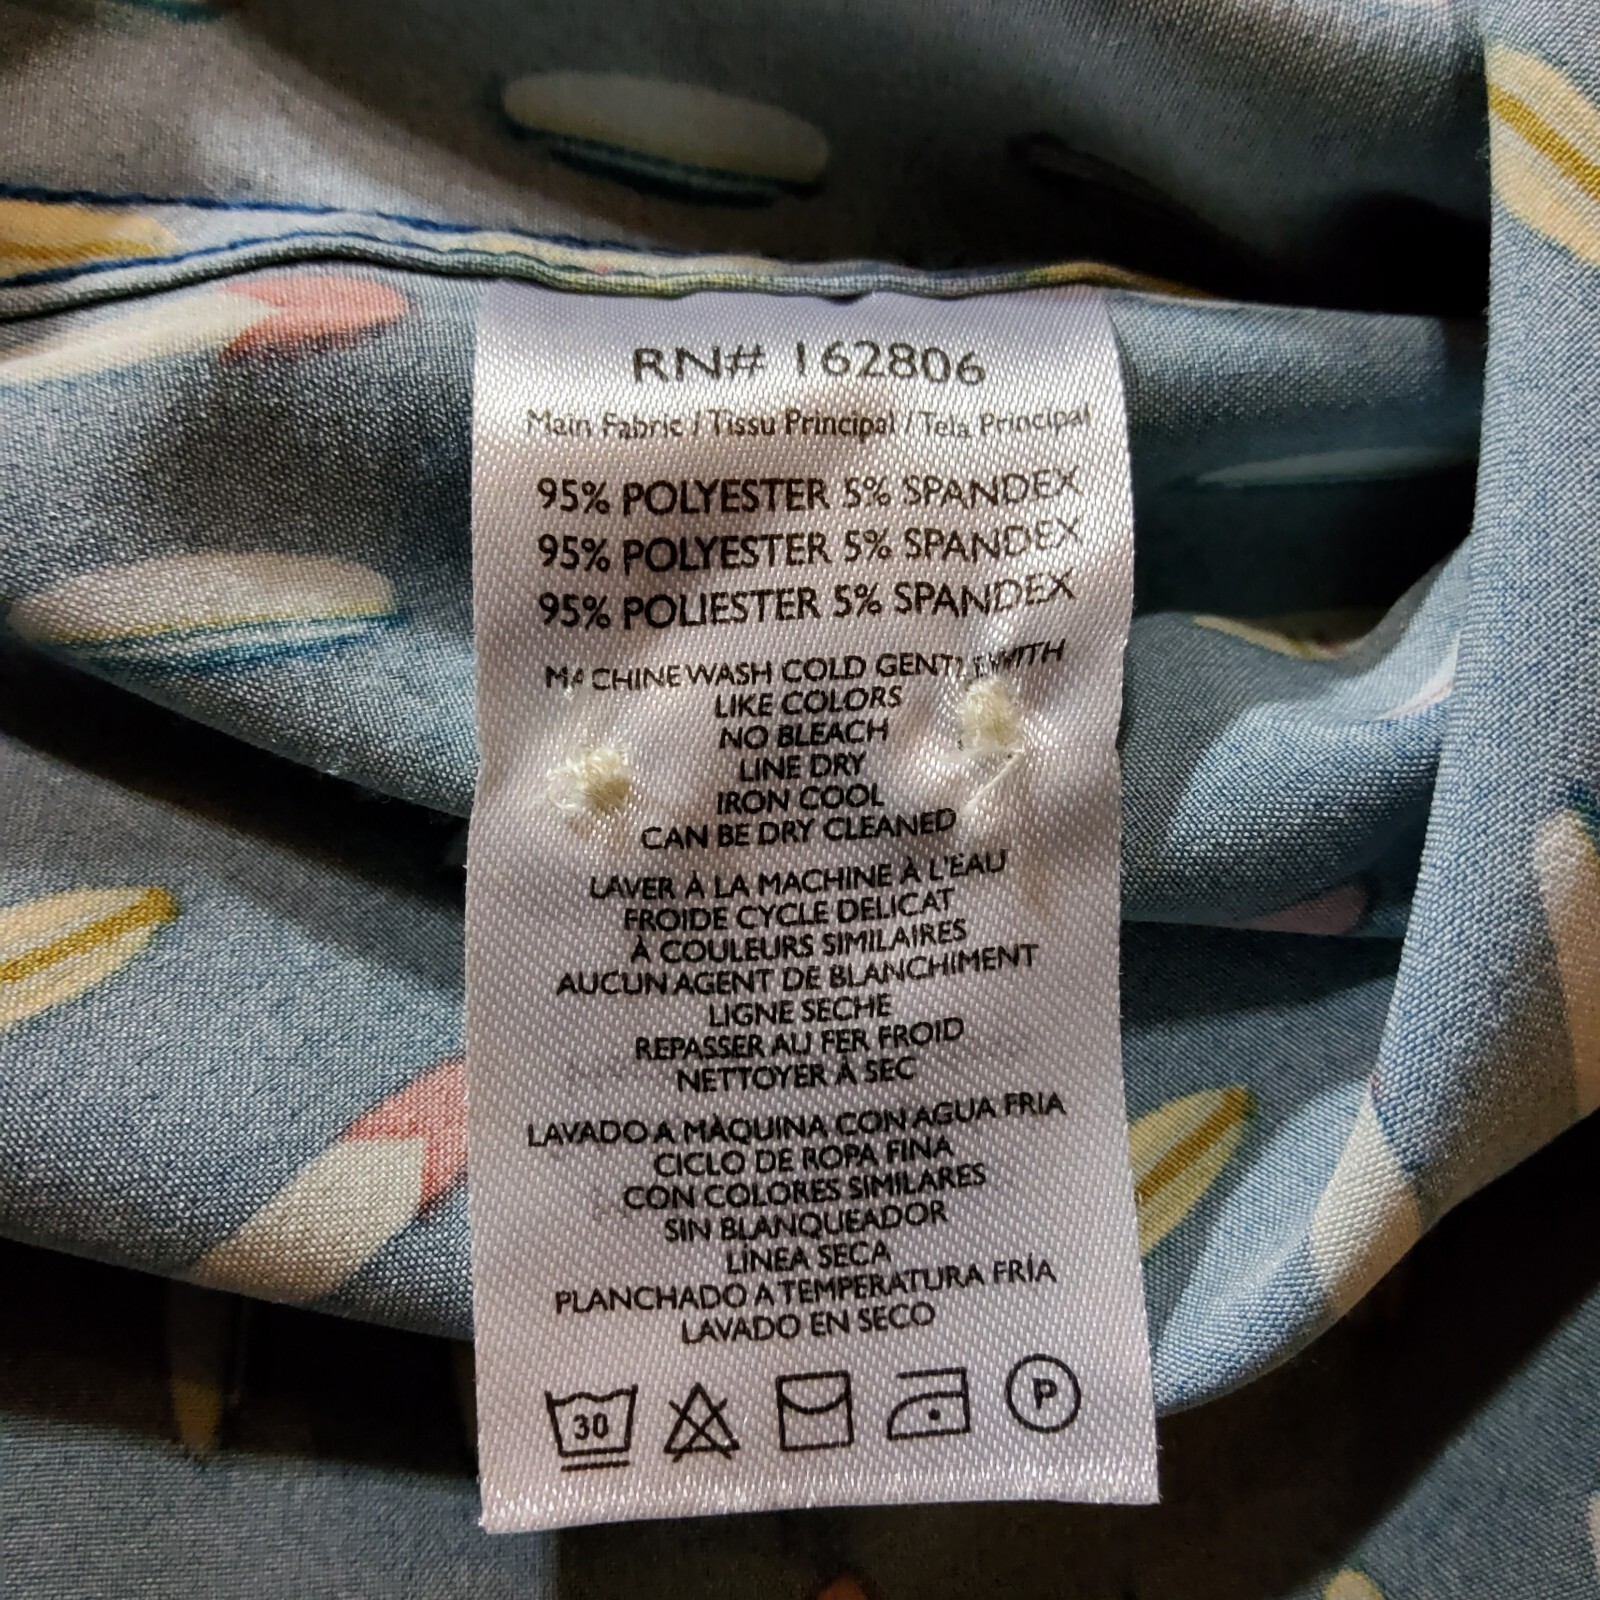 RN# 162806
Main Fabric / Tissu Principal / Tela Principal
95% POLYESTER 5% SPANDEX
95% POLYESTER 5% SPANDEX
95% POLIESTER 5% SPANDEX
MACHINE WASH COLD GENTLE WITH
LIKE COLORS
NO BLEACH
LINE DRY
IRON COOL
CAN BE DRY CLEANED
LAVER À LA MACHINE À L'EAU
FROIDE CYCLE DELICAT
À COULEURS SIMILAIRES
AUCUN AGENT DE BLANCHIMENT
LIGNE SECHE
REPASSER AU FER FROID
NETTOYER À SEC
LAVADO A MÀQUINA CON AGUA FRIA
CICLO DE ROPA FINA
CON COLORES SIMILARES
SIN BLANQUEADOR
LÍNEA SECA
PLANCHADO A TEMPERATURA FRÍA
LAVADO EN SECO
30 P